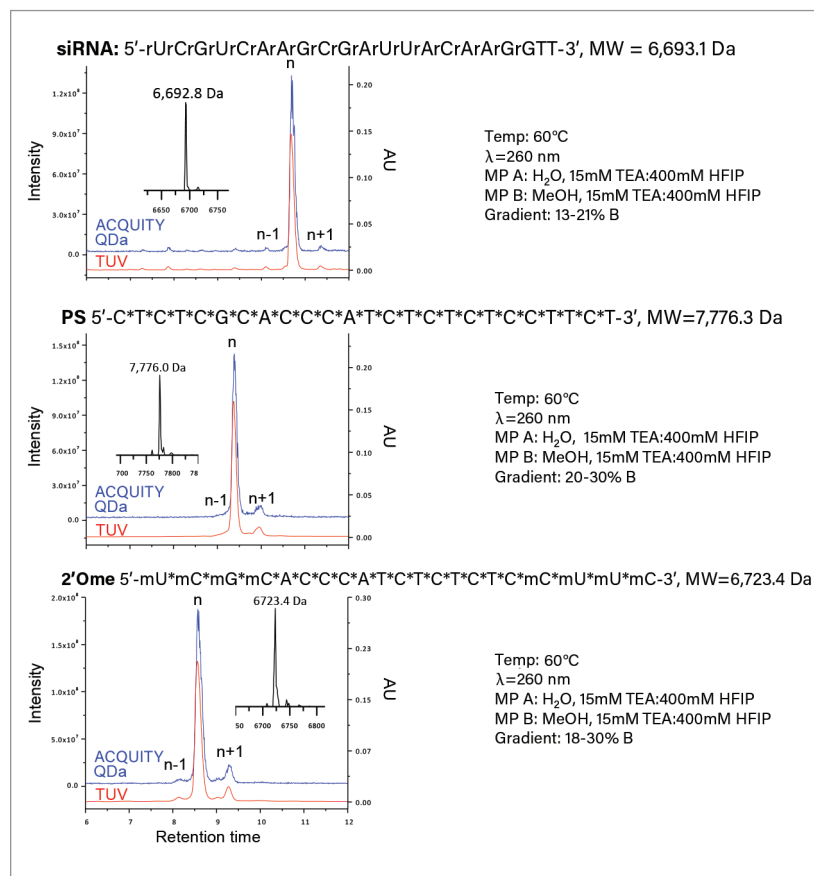 siRNA: 5'-rUrCrGrUrCrArArGrCrGrArUrUrArCrArArGrGTT-3', MW = 6,693.1 Da
n
1.2x10⁸
9.0x10⁷
6.0x10⁷
3.0x10⁷
0.0
Intensity
6,692.8 Da
6650 6700 6750
ACQUITY
QDa
TUV
n-1
n+1
0.20
0.15
0.10
0.05
0.00
AU
Temp: 60°C
λ=260 nm
MP A: H₂O, 15mM TEA:400mM HFIP
MP B: MeOH, 15mM TEA:400mM HFIP
Gradient: 13-21% B
PS 5'-C*T*C*T*C*G*C*A*C*C*C*A*T*C*T*C*T*C*T*C*C*T*T*C*T-3', MW=7,776.3 Da
n
1.5x10⁸
1.2x10⁸
9.0x10⁷
6.0x10⁷
3.0x10⁷
0.0
Intensity
7,776.0 Da
700 7750 7800 78
ACQUITY
QDa
TUV
n-1
n+1
0.20
0.15
0.10
0.05
0.00
AU
Temp: 60°C
λ=260 nm
MP A: H₂O, 15mM TEA:400mM HFIP
MP B: MeOH, 15mM TEA:400mM HFIP
Gradient: 20-30% B
2'Ome 5'-mU*mC*mG*mC*A*C*C*C*A*T*C*T*C*T*C*T*C*mC*mU*mU*mC-3', MW=6,723.4 Da
n
2.0x10⁸
1.5x10⁸
1.0x10⁸
5.0x10⁷
0.0
Intensity
6723.4 Da
50 6700 6750 6800
ACQUITY
QDa
TUV
n-1
n+1
0.30
0.23
0.15
0.07
0.00
AU
6 7 8 9 10 11 12
Retention time
Temp: 60°C
λ=260 nm
MP A: H₂O, 15mM TEA:400mM HFIP
MP B: MeOH, 15mM TEA:400mM HFIP
Gradient: 18-30% B